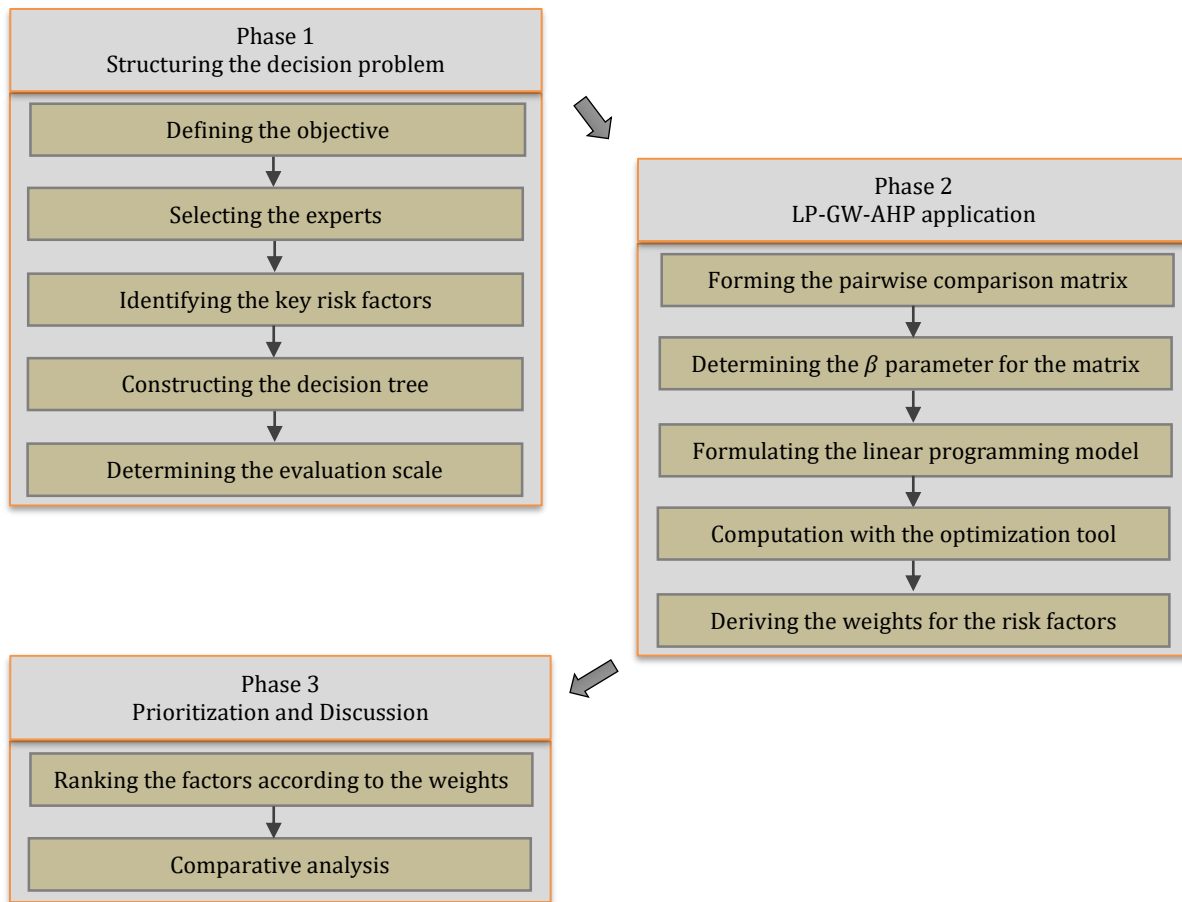 Phase 1
Structuring the decision problem
Defining the objective
Selecting the experts
Identifying the key risk factors
Constructing the decision tree
Determining the evaluation scale
Phase 2
LP-GW-AHP application
Forming the pairwise comparison matrix
Determining the β parameter for the matrix
Formulating the linear programming model
Computation with the optimization tool
Deriving the weights for the risk factors
Phase 3
Prioritization and Discussion
Ranking the factors according to the weights
Comparative analysis